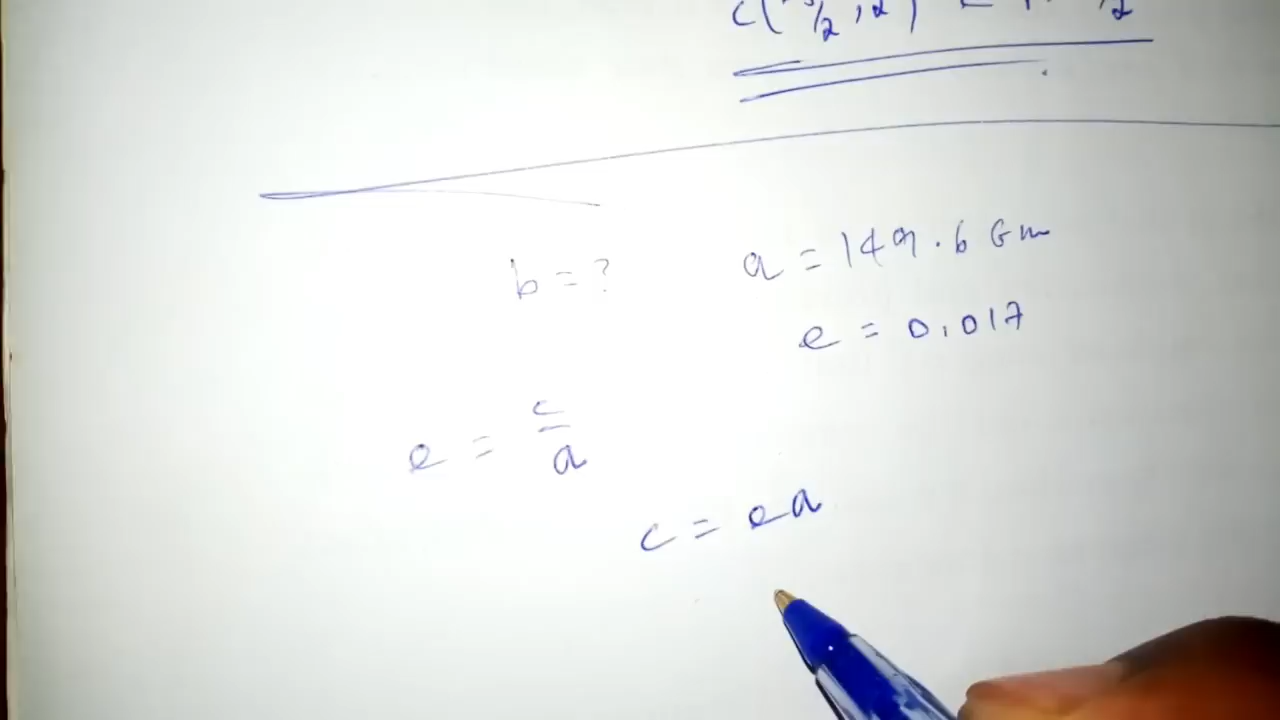 b = ? a = 149.6 Gm
e = 0.017
e = c/a
c = ea